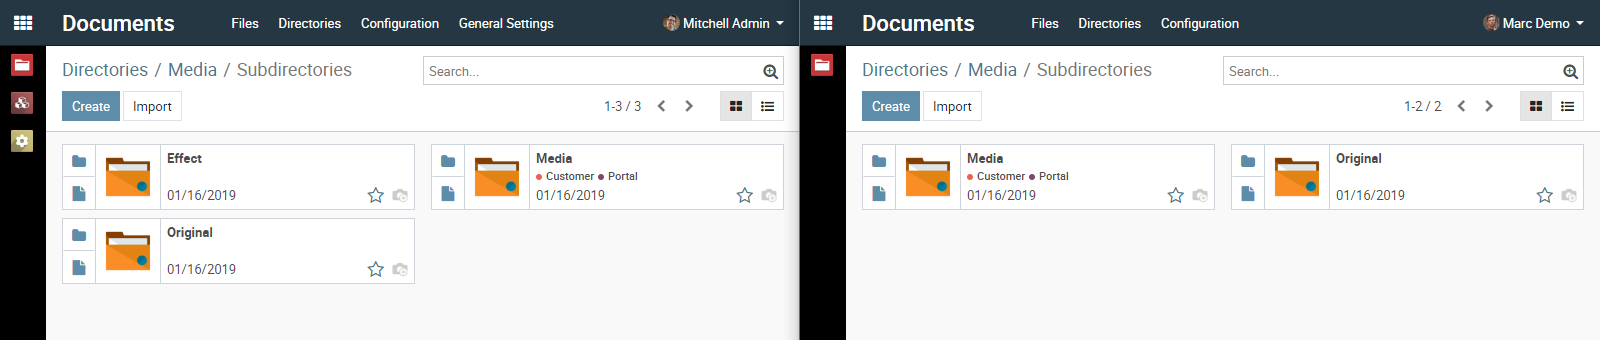 Documents Files Directories Configuration General Settings Mitchell Admin
Directories / Media / Subdirectories
Search...
Create Import 1-3 / 3
Effect
01/16/2019
Media
Customer Portal
01/16/2019
Original
01/16/2019
Documents Files Directories Configuration Marc Demo
Directories / Media / Subdirectories
Search...
Create Import 1-2 / 2
Media
Customer Portal
01/16/2019
Original
01/16/2019